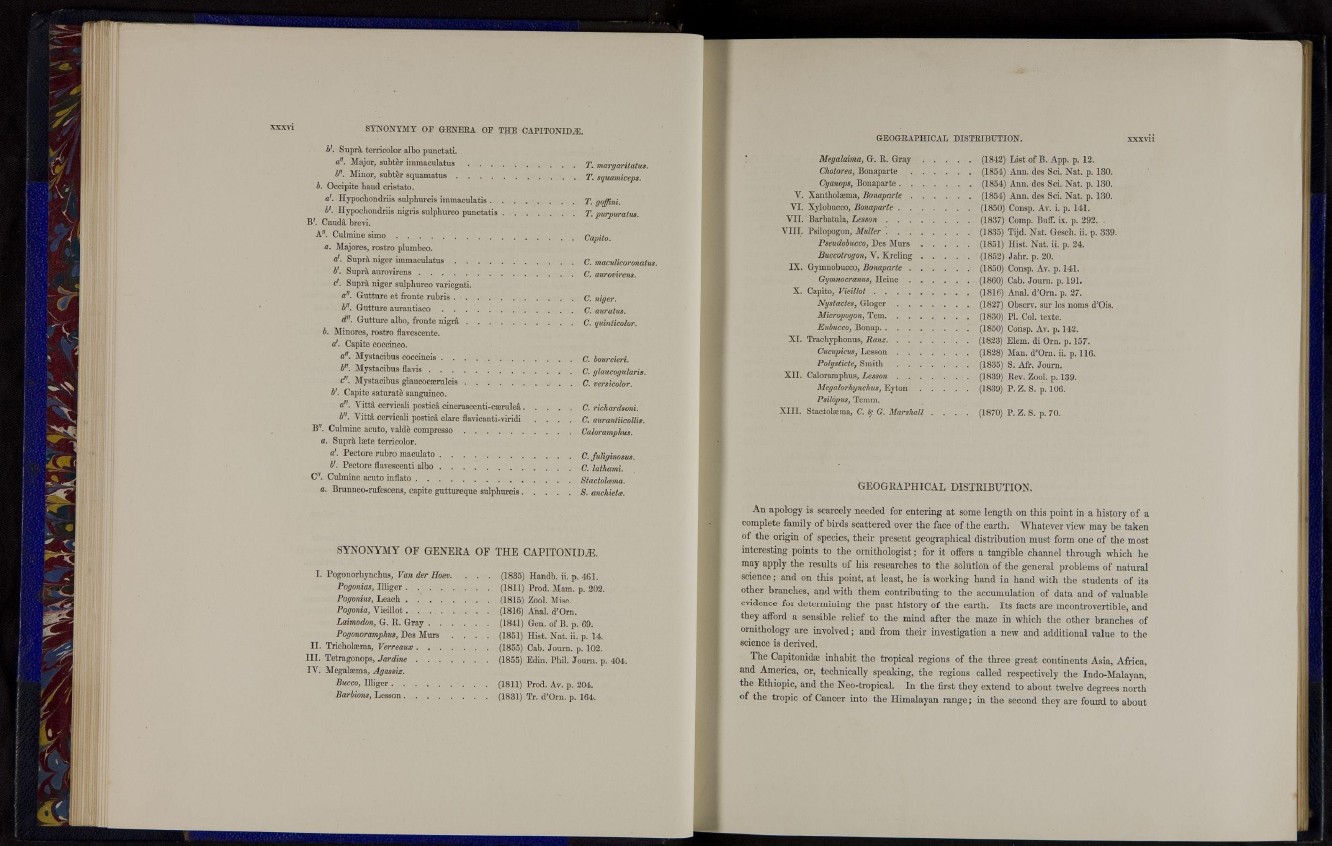 xxxvi SYNONYMY OF GENERA OF THE CAPITONIDÆ.
b'. Suprà terricolor albo punctati.
a". Major, subtèr immaculatus . . . . . . . . . . T. margaritatus.
b". Minor, subtèr squamatus . . . . . . . . . . . T. squamiceps.
b. Occipite haud cristato.
a'. Hypochondriis sulphureis immaculatis . . . . . . . . T. goffini.
b'. Hypochondriis nigris sulphureo punctatis . . . . . . . T. purpuratus.
B'. Caudâ brevi.
A". Culmine simo . . . . . . . . . . . . . . . . Capito.
a. Majores, rostro plumbeo.
a'. Suprà niger immaculatus . . . . . . . . . . . C. maculicoronatus.
b'. Suprà aurovirens . . . . . . . . . . . . . . C. aurovirens.
c'. Suprà niger sulphureo variegati.
a". Gutture et fronte rubris . . . . . . . . . . . C. niger.
b". Gutture aurantiaco . . . . . . . . . . . . C. auratus.
d". Gutture albo, fronte nigrâ . . . . . . . . . . C. quinticolor.
b. Minores, rostro flavescente.
a'. Capite coccineo.
a". Mystacibus coccineis . . . . . . . . . . . . C. bourcieri.
b". Mystacibus flavis . . . . . . . . . . . . . C. glaucogularis.
c". Mystacibus glaucocæruleis . . . . . . . . . . C. versicolor.
b'. Capite saturatè sanguineo.
a". Vittâ cervicali posticâ cinerascenti-cæruleâ . . . . . C. richardsoni.
b". Vittâ cervicali posticâ clare flavicanti-viridi . . . . C. aurantiicollis.
B". Culmine acuto, valdè compresso . . . . . . . . . . Caloramphus.
a. Suprà læte terricolor.
a'. Pectore rubro maculato . . . . . . . . . . . . C. fuliginosus.
b'. Pectore flavescenti albo . . . . . . . . . . . . C. lathami.
C". Culmine acuto inflato . . . . . . . . . . . . . . Stactolæma.
a. Brunneo-rufescens, capite guttureque sulphureis . . . . . S. anchietæ.
SYNONYMY OF GENERA OF THE CAPITONIDÆ.
I. Pogonorhynchus, Van der Hoev. . . . (1835) Handb. ii. p. 461.
Pogonias, Illiger . . . . . . . . (1811) Prod. Mam. p. 202.
Pogonius, Leach . . . . . . . . (1815) Zool. Misc.
Pogonia, Vieillot . . . . . . . . (1816) Anal. d'Orn.
Laimodon, G. R. Gray . . . . . . (1841) Gen. of B. p. 69.
Pogonoramphus, Des Murs . . . . (1851) Hist. Nat. ii. p. 14.
II. Tricholæma, Verreaux . . . . . . . (1855) Cab. Journ. p. 102.
III. Tetragonops, Jardine . . . . . . . (1855) Edin. Phil. Journ. p. 404.
IV. Megalæma, Agassiz.
Bucco, Illiger . . . . . . . . . (1811) Prod. Av. p. 204.
Barbions, Lesson . . . . . . . . (1831) Tr. d'Orn. p. 164.
GEOGRAPHICAL DISTRIBUTION. xxxvii
Megalaima, G. R. Gray . . . . . (1842) List of B. App. p. 12.
Chotorea, Bonaparte . . . . . . (1854) Ann. des Sci. Nat. p. 130.
Cyanops, Bonaparte . . . . . . . (1854) Ann. des Sci. Nat. p. 130.
V. Xantholæma, Bonaparte . . . . . . (1854) Ann. des Sci. Nat. p. 130.
VI. Xylobucco, Bonaparte . . . . . . . (1850) Consp. Av. i. p. 141.
VII. Barbatula, Lesson . . . . . . . . (1837) Comp. Buff. ix. p. 292.
VIII. Psilopogon, Muller . . . . . . . . (1835) Tijd. Nat. Gesch. ii. p. 339.
Pseudobucco, Des Murs . . . . . (1851) Hist. Nat. ii. p. 24.
Buccotrogon, V. Kreling . . . . . (1852) Jahr. p. 20.
IX. Gymnobucco, Bonaparte . . . . . . (1850) Consp. Av. p. 141.
Gymnocranus, Heine . . . . . . (1860) Cab. Journ. p. 191.
X. Capito, Vieillot . . . . . . . . . (1816) Anal. d'Orn. p. 27.
Nystactes, Gloger . . . . . . . (1827) Observ. sur les noms d'Ois.
Micropogon, Tem. . . . . . . . (1830) Pl. Col. texte.
Eubucco, Bonap. . . . . . . . . (1850) Consp. Av. p. 142.
XI. Trachyphonus, Ranz. . . . . . . . (1823) Elem. di Orn. p. 157.
Cucupicus, Lesson . . . . . . . (1828) Man. d'Orn. ii. p. 116.
Polysticte, Smith . . . . . . . (1835) S. Afr. Journ.
XII. Caloramphus, Lesson . . . . . . . (1839) Rev. Zool. p. 139.
Megalorhynchus, Eyton . . . . . (1839) P. Z. S. p. 106.
Psilopus, Temm.
XIII. Stactolæma, C. & G. Marshall . . . . (1870) P. Z. S. p. 70.
GEOGRAPHICAL DISTRIBUTION.
An apology is scarcely needed for entering at some length on this point in a history of a
complete family of birds scattered over the face of the earth. Whatever view may be taken
of the origin of species, their present geographical distribution must form one of the most
interesting points to the ornithologist; for it offers a tangible channel through which he
may apply the results of his researches to the solution of the general problems of natural
science; and on this point, at least, he is working hand in hand with the students of its
other branches, and with them contributing to the accumulation of data and of valuable
evidence for determining the past history of the earth. Its facts are incontrovertible, and
they afford a sensible relief to the mind after the maze in which the other branches of
ornithology are involved; and from their investigation a new and additional value to the
science is derived.
The Capitonidæ inhabit the tropical regions of the three great continents Asia, Africa,
and America, or, technically speaking, the regions called respectively the Indo-Malayan,
the Ethiopic, and the Neo-tropical. In the first they extend to about twelve degrees north
of the tropic of Cancer into the Himalayan range; in the second they are found to about